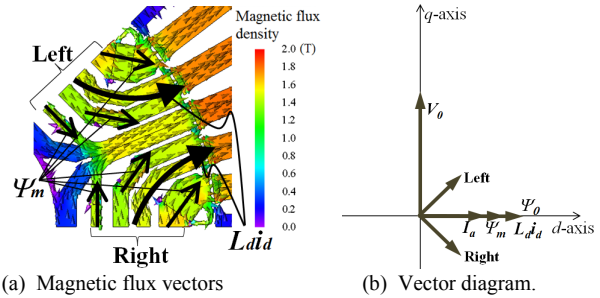 Left
Magnetic flux
density
2.0 (T)
1.8
1.6
1.4
1.2
1.0
0.8
0.6
0.4
0.2
0.0
Ψm
Right
Ldid
(a) Magnetic flux vectors
q-axis
V0
Left
Ψ0
Ia Ψm Ldid d-axis
Right
(b) Vector diagram.